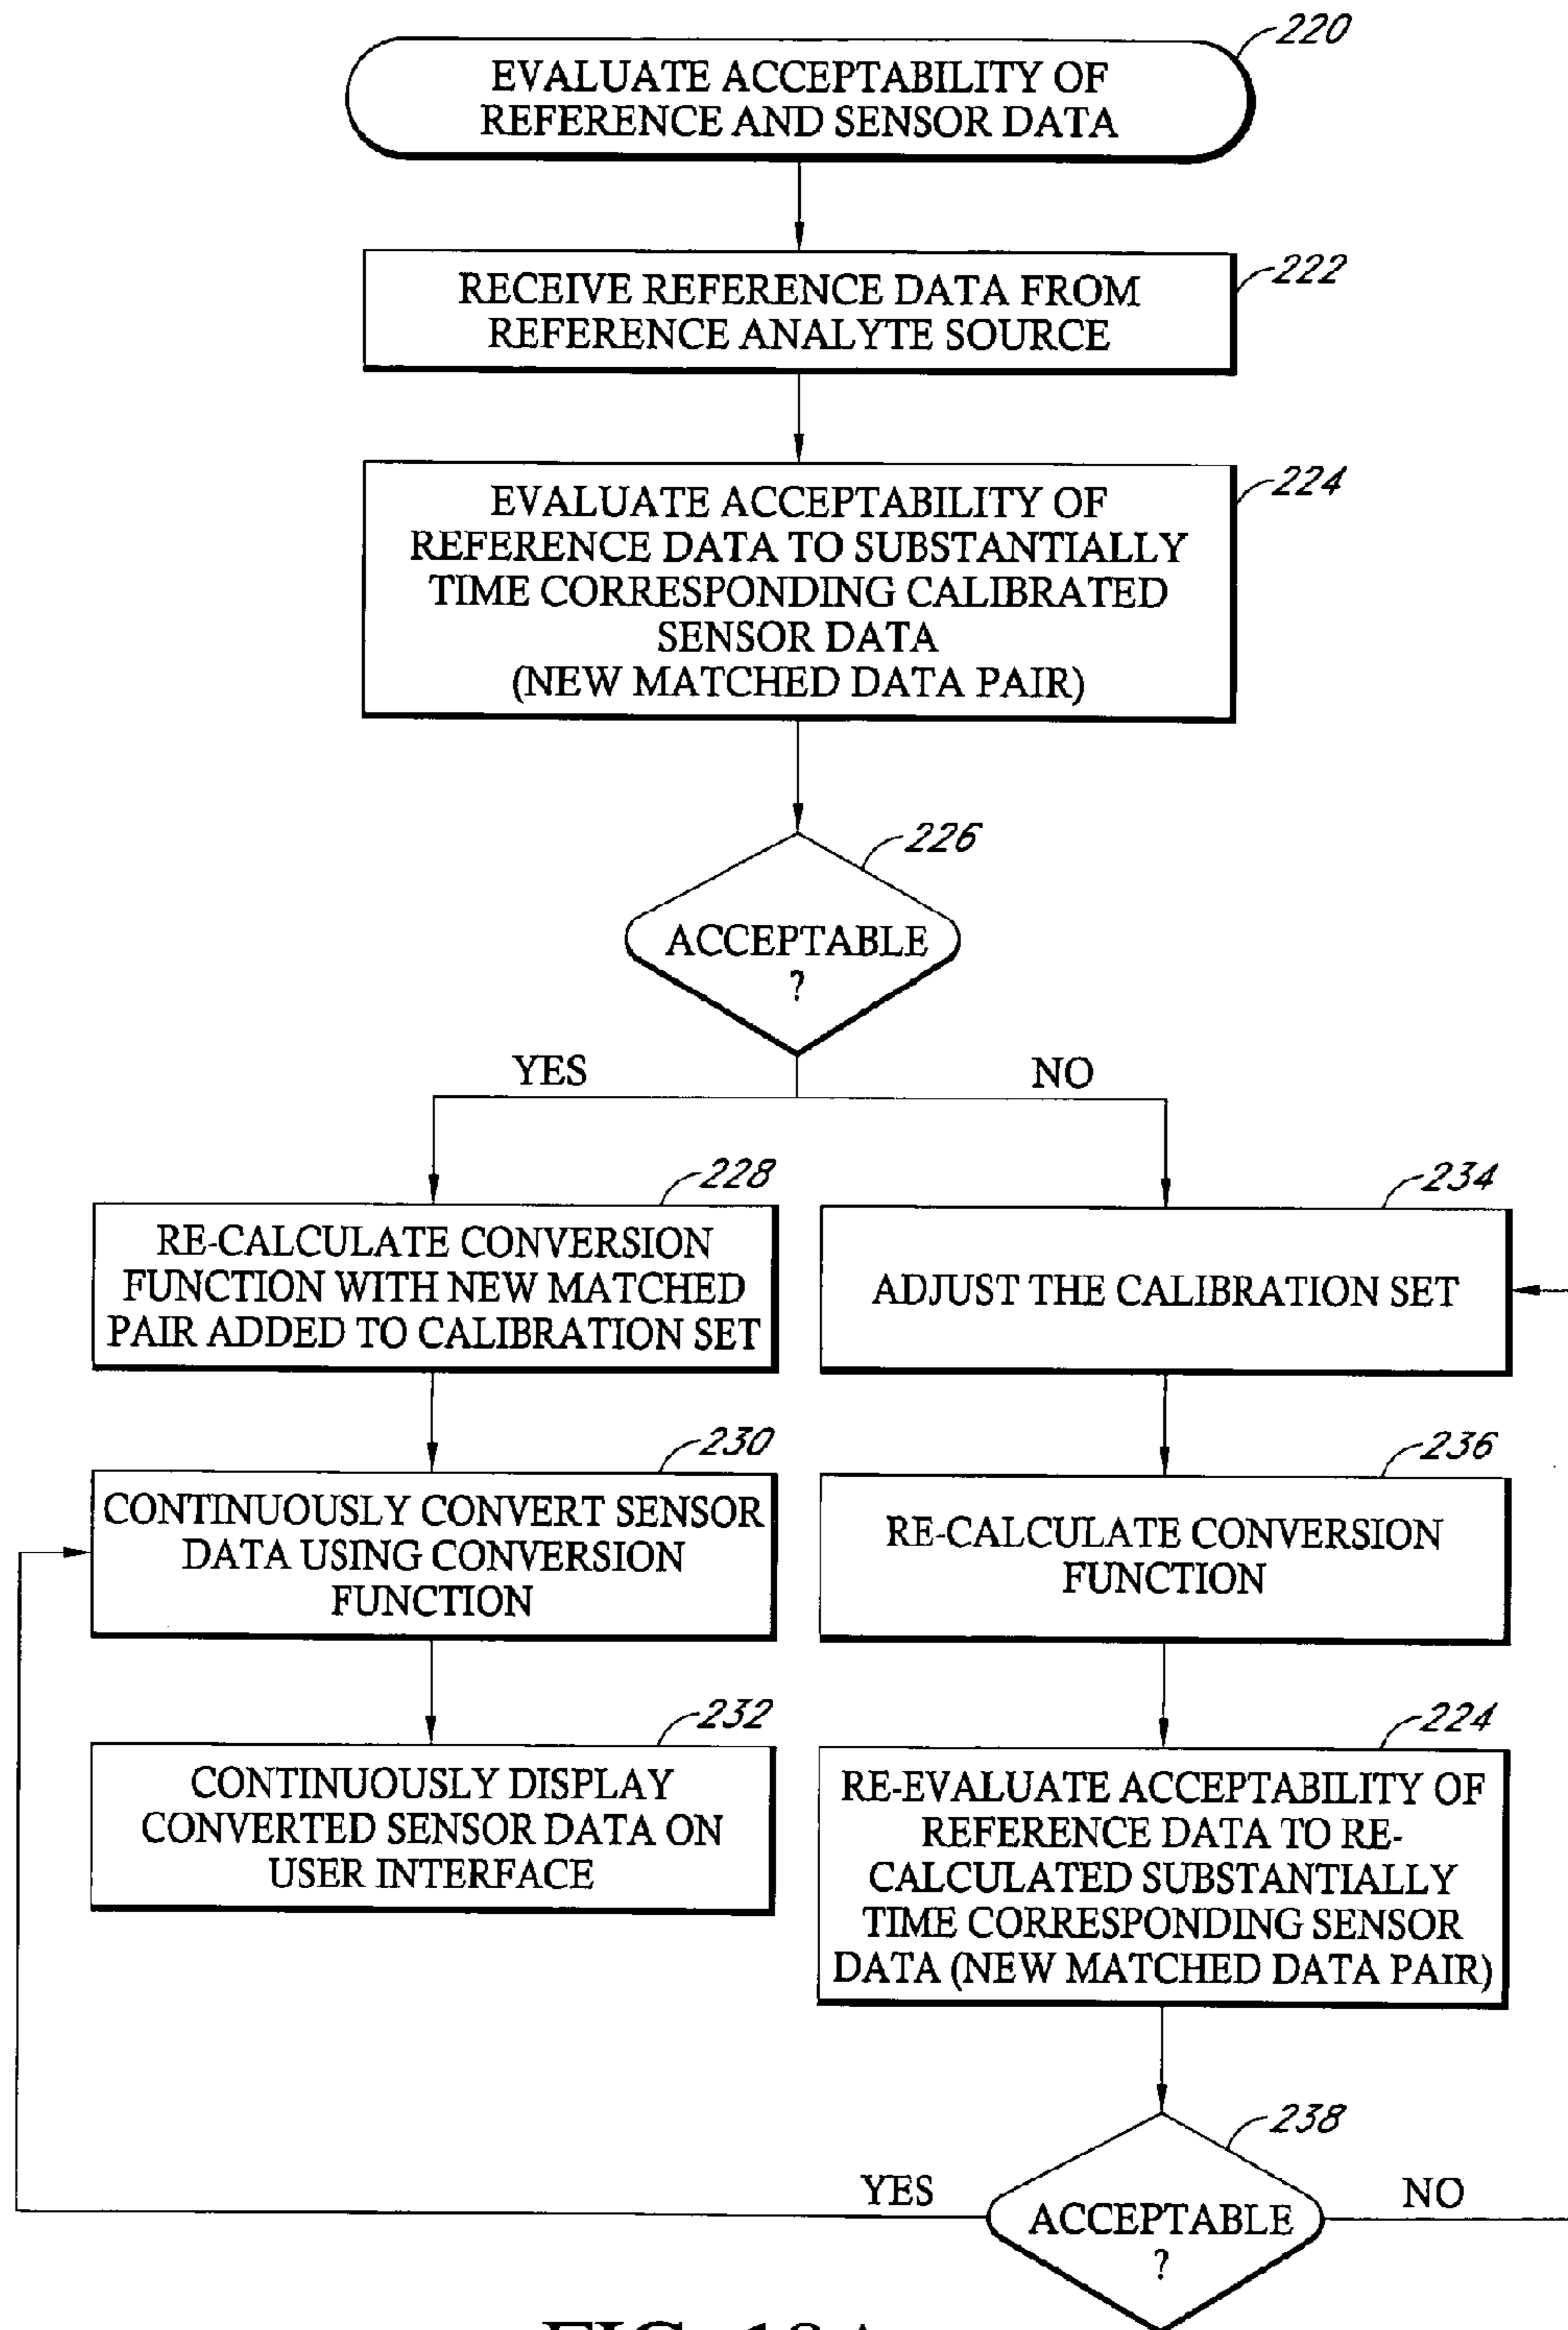 220
EVALUATE ACCEPTABILITY OF
REFERENCE AND SENSOR DATA
222
RECEIVE REFERENCE DATA FROM
REFERENCE ANALYTE SOURCE
224
EVALUATE ACCEPTABILITY OF
REFERENCE DATA TO SUBSTANTIALLY
TIME CORRESPONDING CALIBRATED
SENSOR DATA
(NEW MATCHED DATA PAIR)
226
ACCEPTABLE
?
YES
NO
228
RE-CALCULATE CONVERSION
FUNCTION WITH NEW MATCHED
PAIR ADDED TO CALIBRATION SET
234
ADJUST THE CALIBRATION SET
230
CONTINUOUSLY CONVERT SENSOR
DATA USING CONVERSION
FUNCTION
236
RE-CALCULATE CONVERSION
FUNCTION
232
CONTINUOUSLY DISPLAY
CONVERTED SENSOR DATA ON
USER INTERFACE
224
RE-EVALUATE ACCEPTABILITY OF
REFERENCE DATA TO RE-
CALCULATED SUBSTANTIALLY
TIME CORRESPONDING SENSOR
DATA (NEW MATCHED DATA PAIR)
238
YES
ACCEPTABLE
?
NO